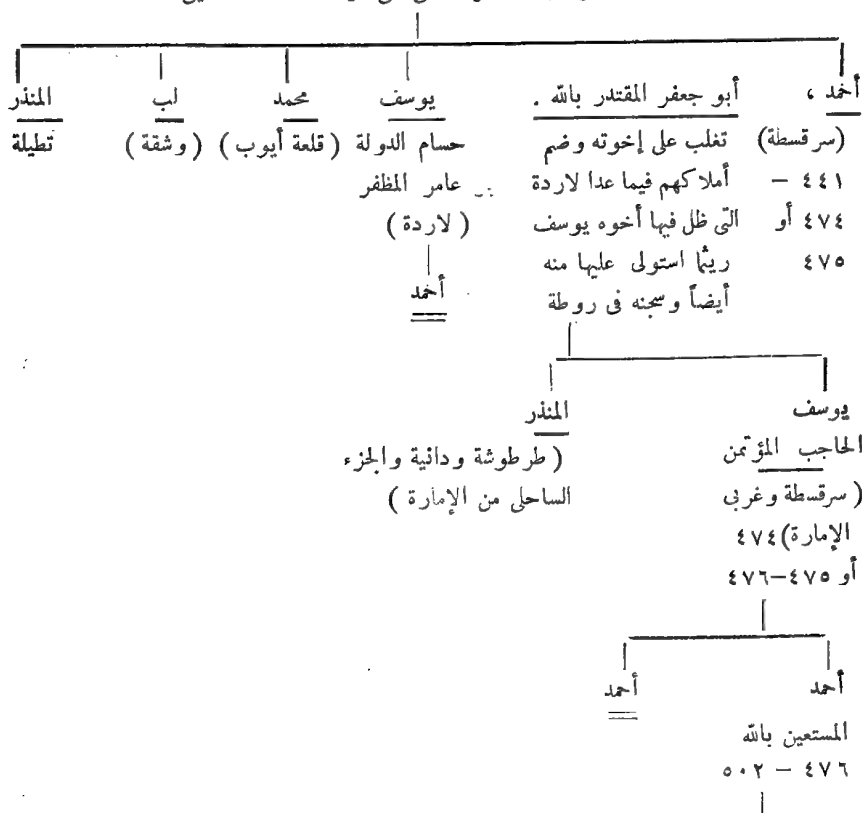 أحمد ، أبو جعفر المقتدر بالله . يوسف محمد لب المنذر
(سرقسطة) تغلب على إخوته وضم حسام الدولة (قلعة أيوب) (وشقة) تطيلة
٤٤١ – أملاكهم فيما عدا لاردة عامر المظفر
٤٧٤ أو التى ظل فيها أخوه يوسف (لاردة)
٤٧٥ ريثما استولى عليها منه أحمد
أيضاً وسجنه فى روطة
يوسف المنذر
الحاجب المؤتمن (طرطوشة ودانية والجزء
(سرقسطة وغربى الساحلى من الإمارة)
الإمارة) ٤٧٤
أو ٤٧٥–٤٧٦
أحمد أحمد
المستعين بالله
٤٧٦ – ٥٠٢